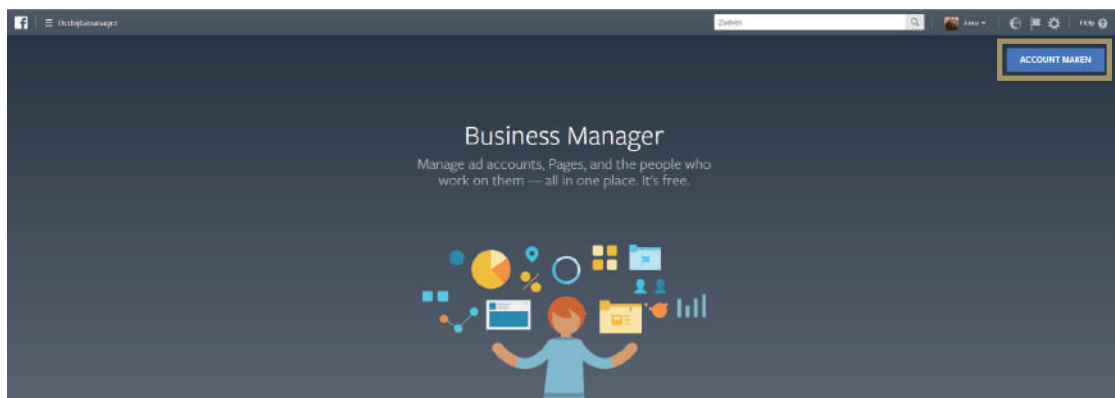 f
Zoeken
Help
ACCOUNT MAKEN
Business Manager
Manage ad accounts, Pages, and the people who
work on them — all in one place. It's free.